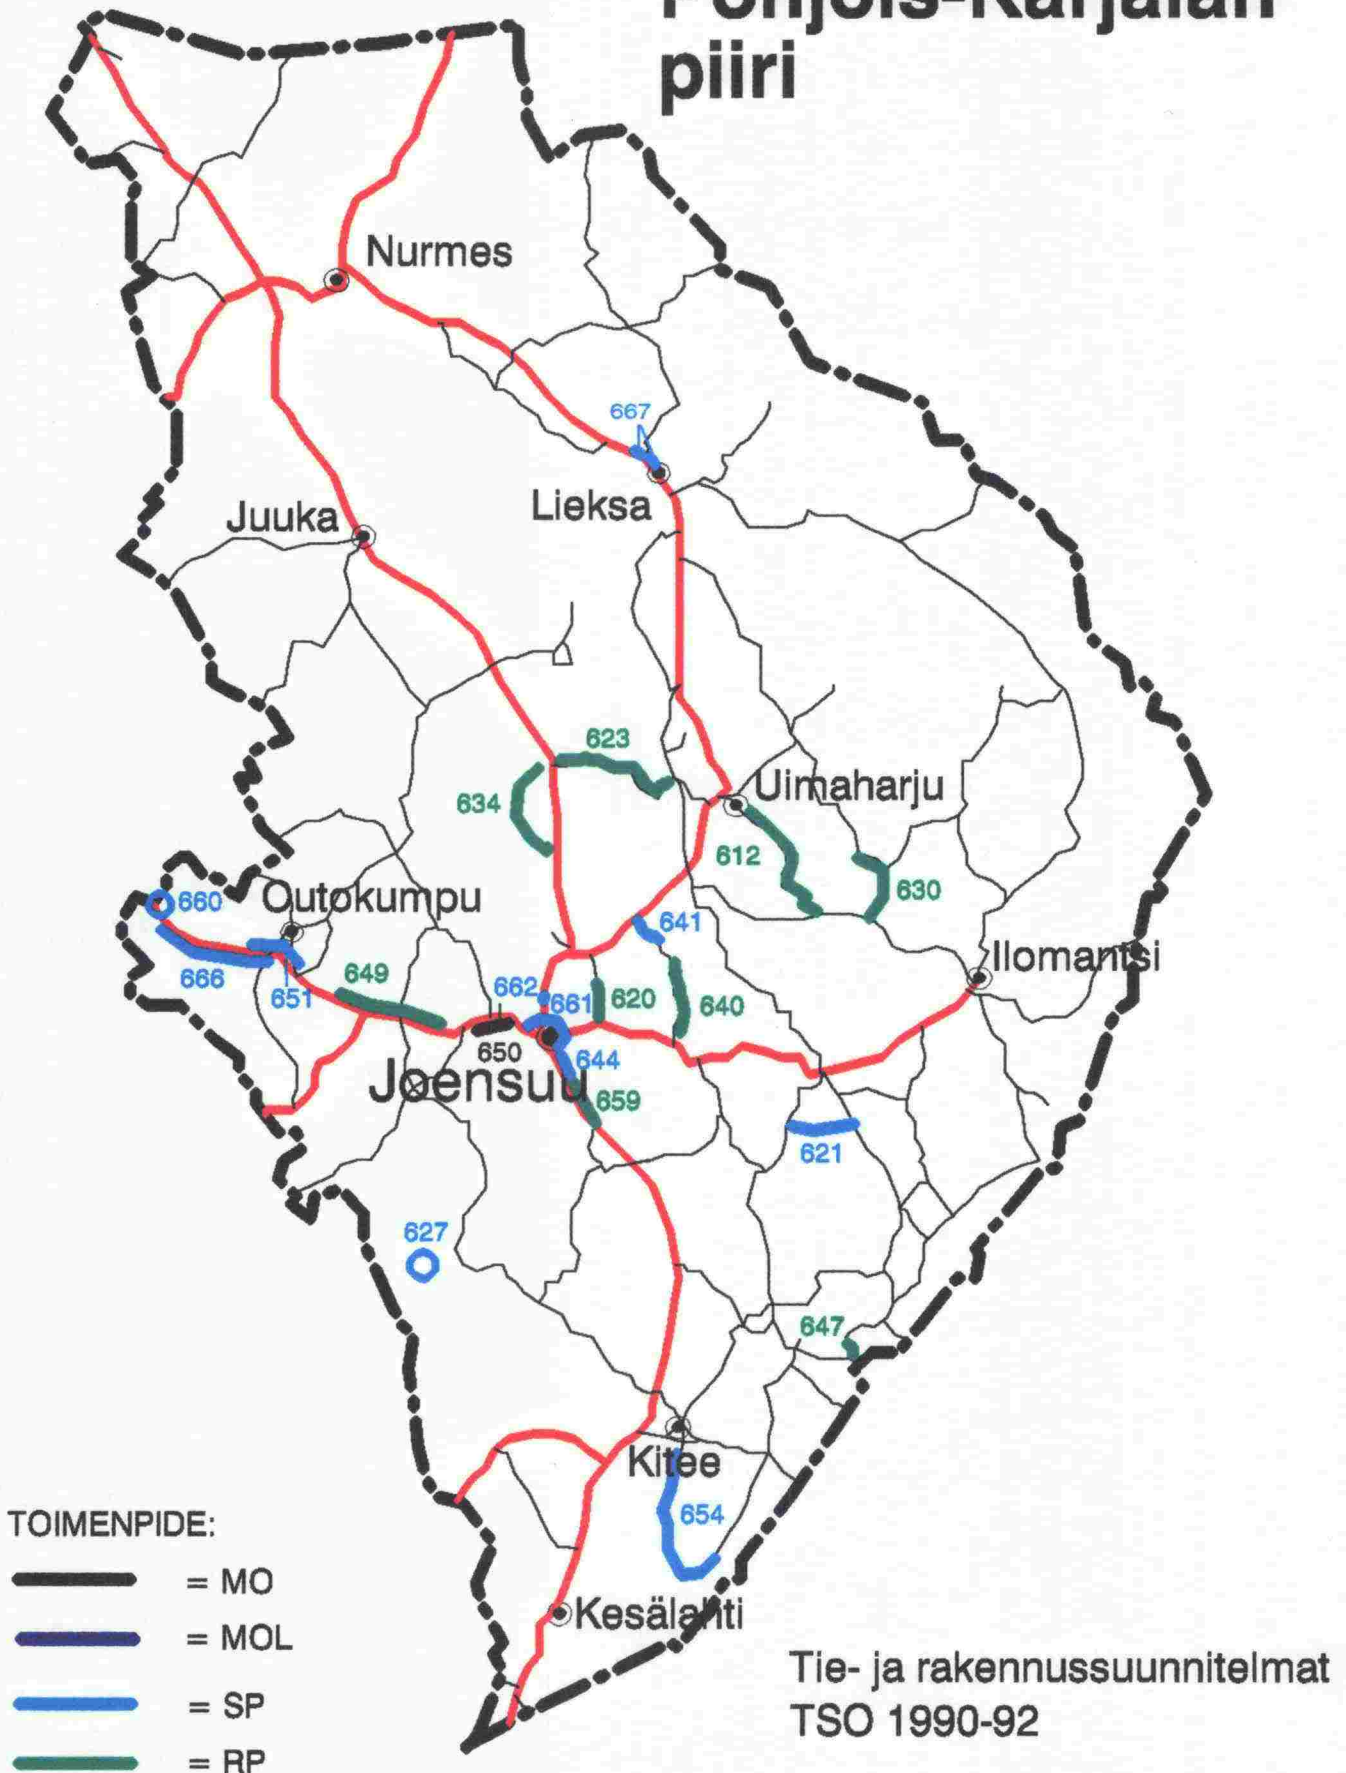 Pohjois-Karjalan
piiri
Nurmes
667
Lieksa
Juuka
623
634
Uimaharju
612
630
660
Outokumpu
641
Ilomantsi
666
651
649
662
661
620
640
650
644
Joensuu
659
621
627
647
Kitee
654
TOIMENPIDE:
= MO
= MOL
= SP
= RP
Kesälahti
Tie- ja rakennussuunnitelmat
TSO 1990-92